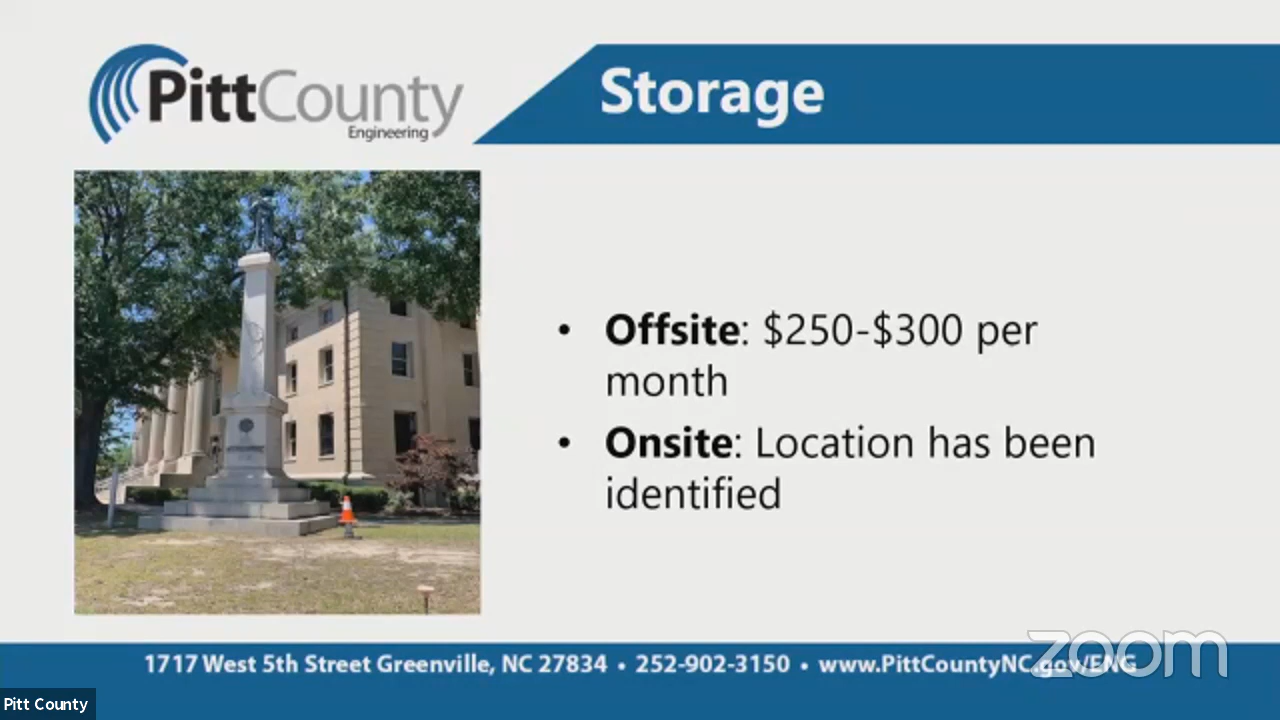 PittCounty
Engineering
Storage
• Offsite: $250-$300 per
month
• Onsite: Location has been
identified
1717 West 5th Street Greenville, NC 27834 • 252-902-3150 • www.PittCountyNC.gov/ENG
zoom
Pitt County